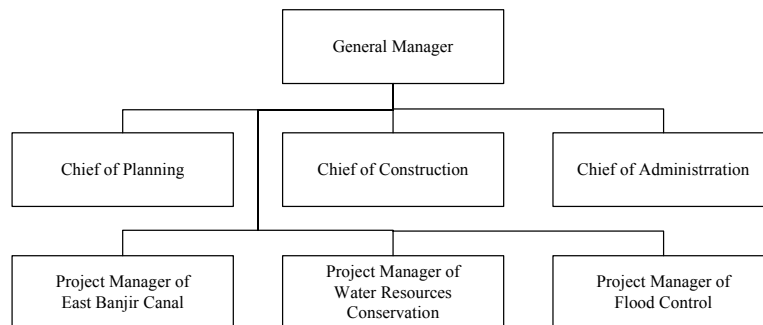 General Manager
Chief of Planning
Chief of Construction
Chief of Administrration
Project Manager of
East Banjir Canal
Project Manager of
Water Resources
Conservation
Project Manager of
Flood Control